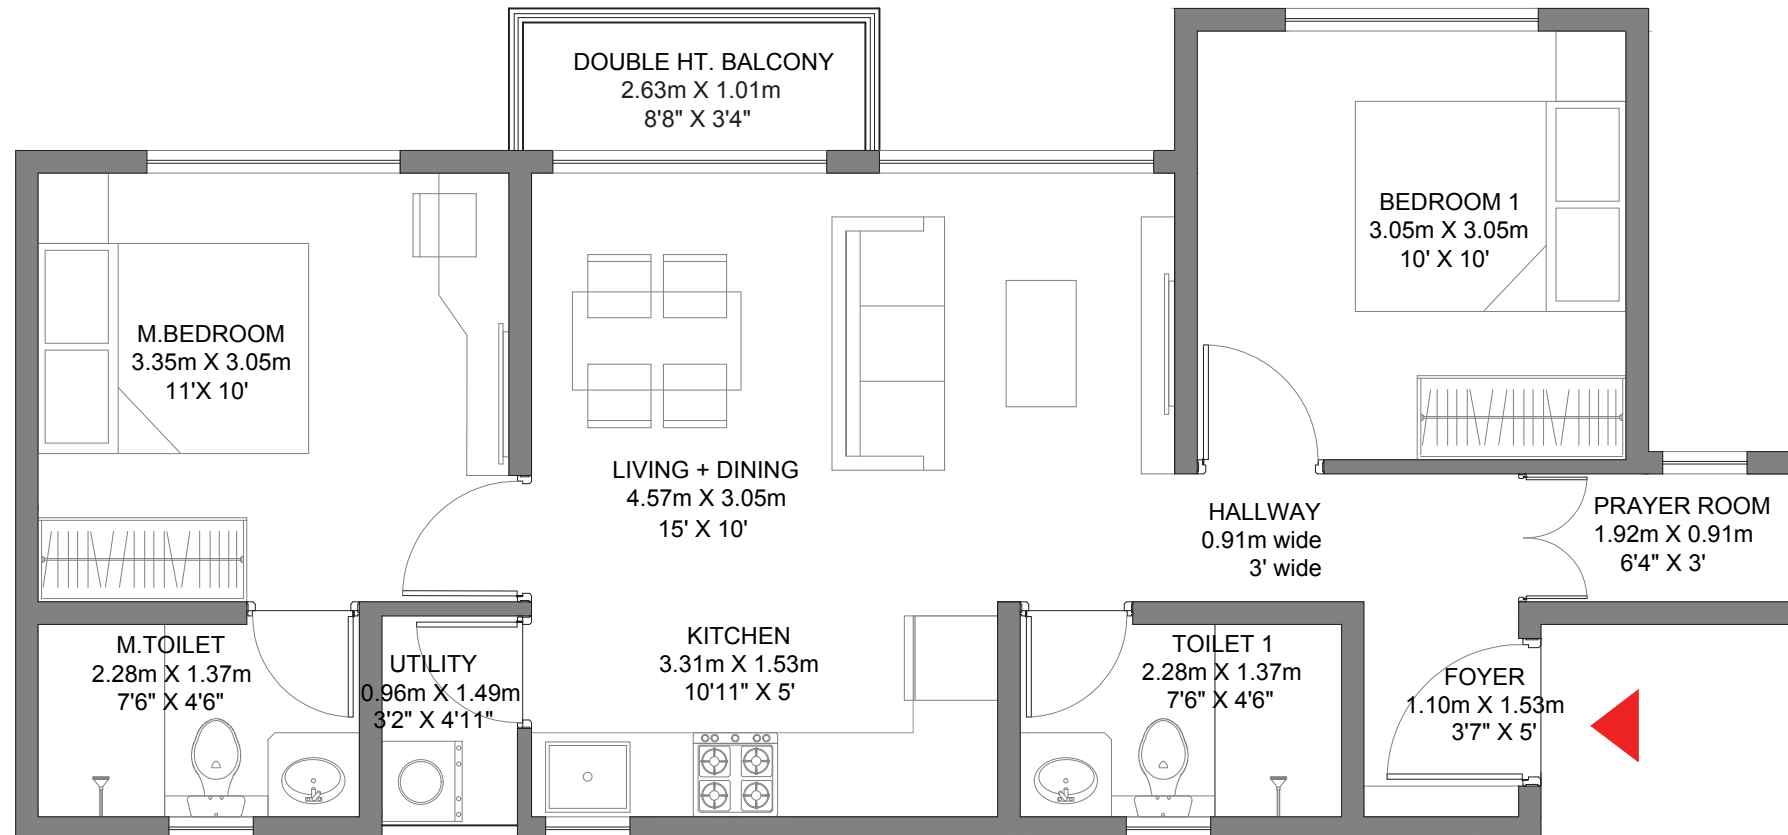 DOUBLE HT. BALCONY
2.63m X 1.01m
8'8" X 3'4"
BEDROOM 1
3.05m X 3.05m
10' X 10'
M.BEDROOM
3.35m X 3.05m
11'X 10'
LIVING + DINING
4.57m X 3.05m
15' X 10'
HALLWAY
0.91m wide
3' wide
PRAYER ROOM
1.92m X 0.91m
6'4" X 3'
M.TOILET
2.28m X 1.37m
7'6" X 4'6"
UTILITY
0.96m X 1.49m
3'2" X 4'11"
KITCHEN
3.31m X 1.53m
10'11" X 5'
TOILET 1
2.28m X 1.37m
7'6" X 4'6"
FOYER
1.10m X 1.53m
3'7" X 5'